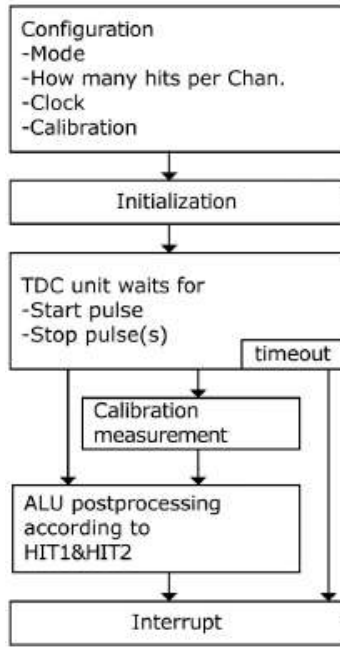 Configuration
-Mode
-How many hits per Chan.
-Clock
-Calibration
Initialization
TDC unit waits for
-Start pulse
-Stop pulse(s)
timeout
Calibration
measurement
ALU postprocessing
according to
HIT1&HIT2
Interrupt